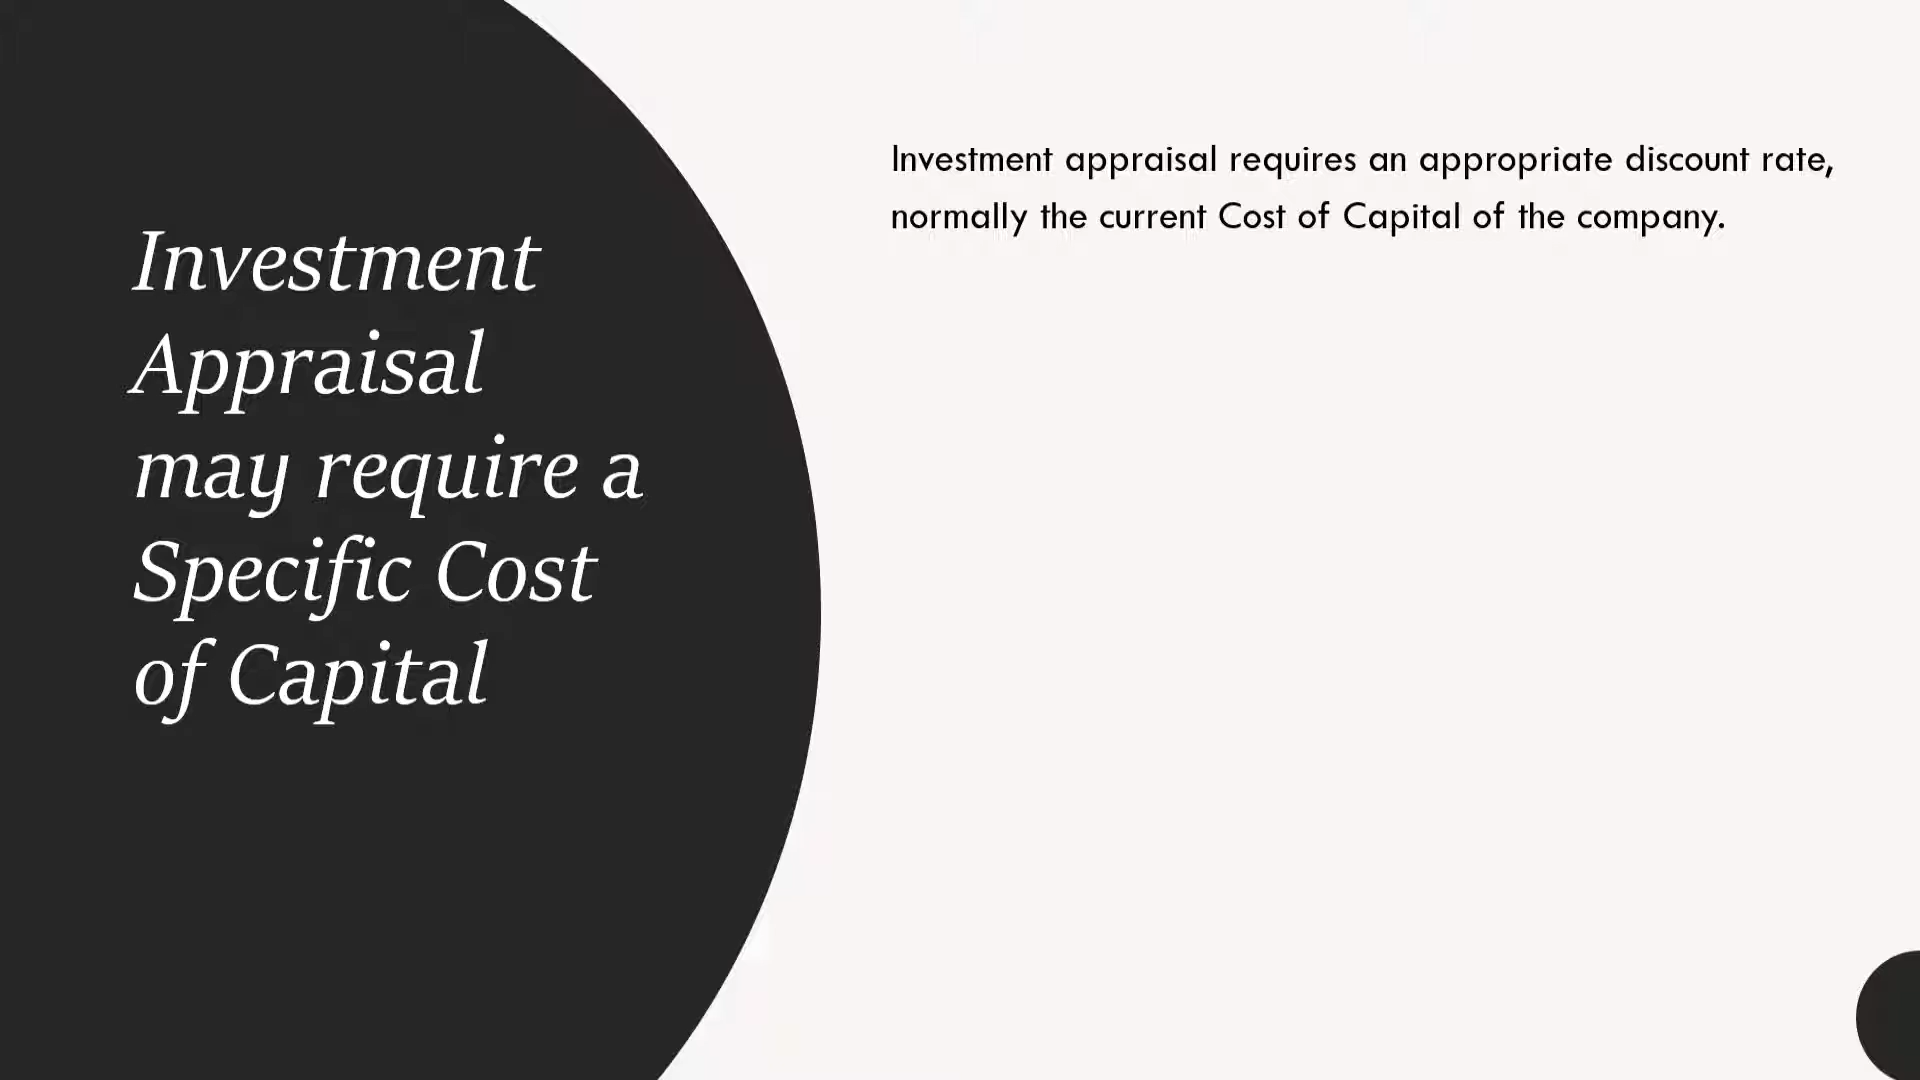 Investment
Appraisal
may require a
Specific Cost
of Capital
Investment appraisal requires an appropriate discount rate,
normally the current Cost of Capital of the company.